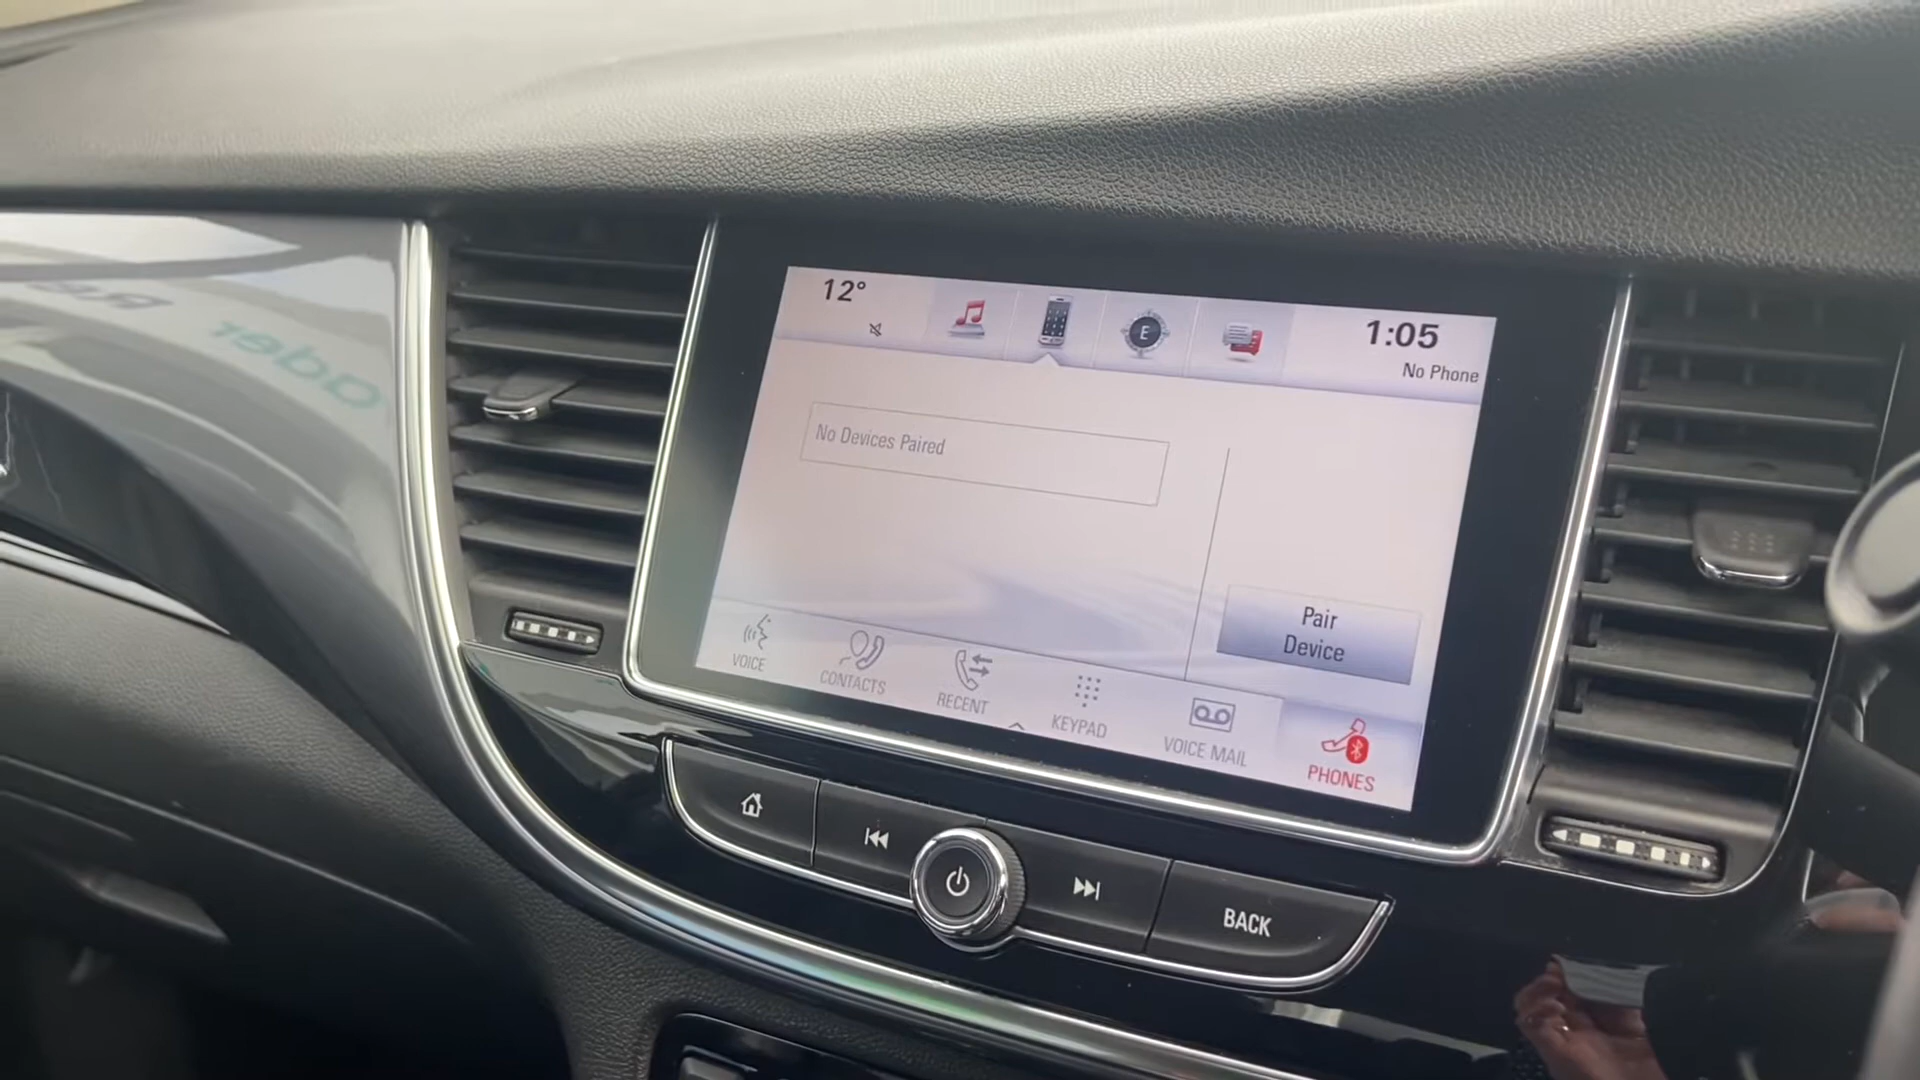 12°
E
1:05
No Phone
No Devices Paired
Pair
Device
VOICE
CONTACTS
RECENT
KEYPAD
VOICE MAIL
PHONES
BACK